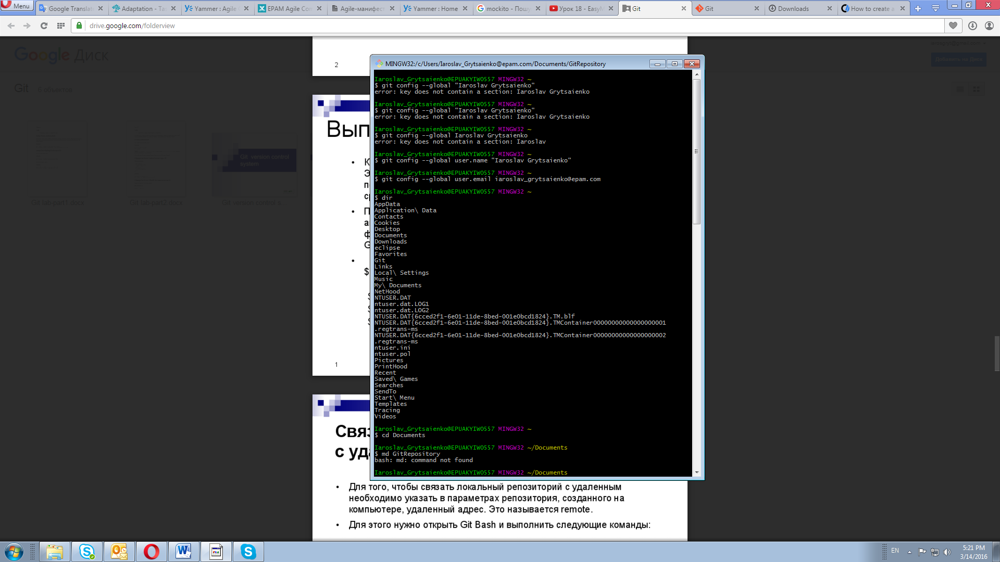 Menu
Google Translat
Adaptation - Ta
Yammer : Agile
EPAM Agile Co
Agile-манифест
Yammer : Home
mockito - Пошу
Урок 18 - EasyM
Git
Git
Downloads
How to create a
drive.google.com/folderview
Google Диск
Git 5 объектов
Git lab-part1.docx
Git lab-part2.docx
Git version control
system
Git version control s...
2
Вып
1
MINGW32:/c/Users/Iaroslav_Grytsaienko@epam.com/Documents/GitRepository
Iaroslav_Grytsaienko@EPUAKYIW0557 MINGW32 ~
$ git config --global "Iaroslav Grytsaienko"
error: key does not contain a section: Iaroslav Grytsaienko
Iaroslav_Grytsaienko@EPUAKYIW0557 MINGW32 ~
$ git config --global "Iaroslav Grytsaienko"
error: key does not contain a section: Iaroslav Grytsaienko
Iaroslav_Grytsaienko@EPUAKYIW0557 MINGW32 ~
$ git config --global Iaroslav Grytsaienko
error: key does not contain a section: Iaroslav
Iaroslav_Grytsaienko@EPUAKYIW0557 MINGW32 ~
$ git config --global user.name "Iaroslav Grytsaienko"
Iaroslav_Grytsaienko@EPUAKYIW0557 MINGW32 ~
$ git config --global user.email iaroslav_grytsaienko@epam.com
Iaroslav_Grytsaienko@EPUAKYIW0557 MINGW32 ~
$ dir
AppData
Application\ Data
Contacts
Cookies
Desktop
Documents
Downloads
eclipse
Favorites
Git
Links
Local\ Settings
Music
My\ Documents
NetHood
NTUSER.DAT
ntuser.dat.LOG1
ntuser.dat.LOG2
NTUSER.DAT{6cced2f1-6e01-11de-8bed-001e0bcd1824}.TM.blf
NTUSER.DAT{6cced2f1-6e01-11de-8bed-001e0bcd1824}.TMContainer00000000000000000001
.regtrans-ms
NTUSER.DAT{6cced2f1-6e01-11de-8bed-001e0bcd1824}.TMContainer00000000000000000002
.regtrans-ms
ntuser.ini
ntuser.pol
Pictures
PrintHood
Recent
Saved\ Games
Searches
SendTo
Start\ Menu
Templates
Tracing
Videos
Iaroslav_Grytsaienko@EPUAKYIW0557 MINGW32 ~
$ cd Documents
Iaroslav_Grytsaienko@EPUAKYIW0557 MINGW32 ~/Documents
$ md GitRepository
bash: md: command not found
Iaroslav_Grytsaienko@EPUAKYIW0557 MINGW32 ~/Documents
Связ
с уда
• Для того, чтобы связать локальный репозиторий с удаленным
необходимо указать в параметрах репозитория, созданного на
компьютере, удаленный адрес. Это называется remote.
• Для этого нужно открыть Git Bash и выполнить следующие команды:
EN
5:21 PM
3/14/2016